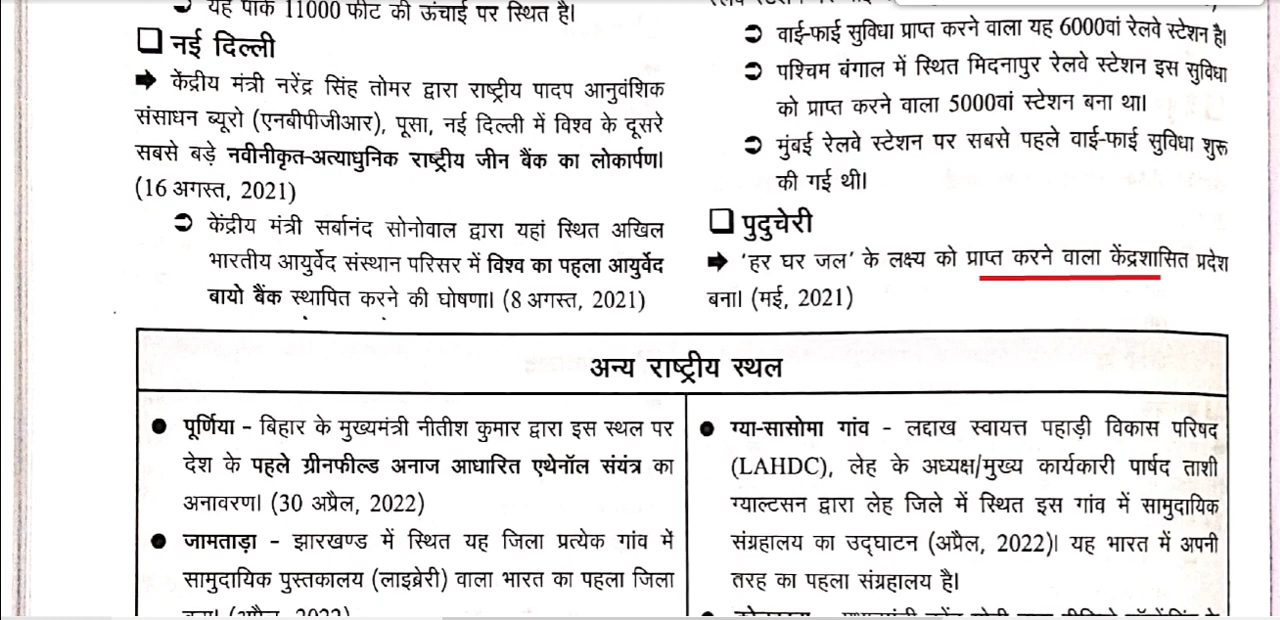 यह पार्क 11000 फीट की ऊंचाई पर स्थित है।
❑ नई दिल्ली
➡ केंद्रीय मंत्री नरेंद्र सिंह तोमर द्वारा राष्ट्रीय पादप आनुवंशिक
संसाधन ब्यूरो (एनबीपीजीआर), पूसा, नई दिल्ली में विश्व के दूसरे
सबसे बड़े नवीनीकृत-अत्याधुनिक राष्ट्रीय जीन बैंक का लोकार्पण।
(16 अगस्त, 2021)
➲ केंद्रीय मंत्री सर्बानंद सोनोवाल द्वारा यहां स्थित अखिल
भारतीय आयुर्वेद संस्थान परिसर में विश्व का पहला आयुर्वेद
बायो बैंक स्थापित करने की घोषणा। (8 अगस्त, 2021)
➲ वाई-फाई सुविधा प्राप्त करने वाला यह 6000वां रेलवे स्टेशन है।
➲ पश्चिम बंगाल में स्थित मिदनापुर रेलवे स्टेशन इस सुविधा
को प्राप्त करने वाला 5000वां स्टेशन बना था।
➲ मुंबई रेलवे स्टेशन पर सबसे पहले वाई-फाई सुविधा शुरू
की गई थी।
❑ पुदुचेरी
➡ 'हर घर जल' के लक्ष्य को प्राप्त करने वाला केंद्रशासित प्रदेश
बना। (मई, 2021)
अन्य राष्ट्रीय स्थल
● पूर्णिया - बिहार के मुख्यमंत्री नीतीश कुमार द्वारा इस स्थल पर
देश के पहले ग्रीनफील्ड अनाज आधारित एथेनॉल संयंत्र का
अनावरण। (30 अप्रैल, 2022)
● जामताड़ा - झारखण्ड में स्थित यह जिला प्रत्येक गांव में
सामुदायिक पुस्तकालय (लाइब्रेरी) वाला भारत का पहला जिला
● ग्या-सासोमा गांव - लद्दाख स्वायत्त पहाड़ी विकास परिषद
(LAHDC), लेह के अध्यक्ष/मुख्य कार्यकारी पार्षद ताशी
ग्याल्टसन द्वारा लेह जिले में स्थित इस गांव में सामुदायिक
संग्रहालय का उद्घाटन (अप्रैल, 2022)। यह भारत में अपनी
तरह का पहला संग्रहालय है।